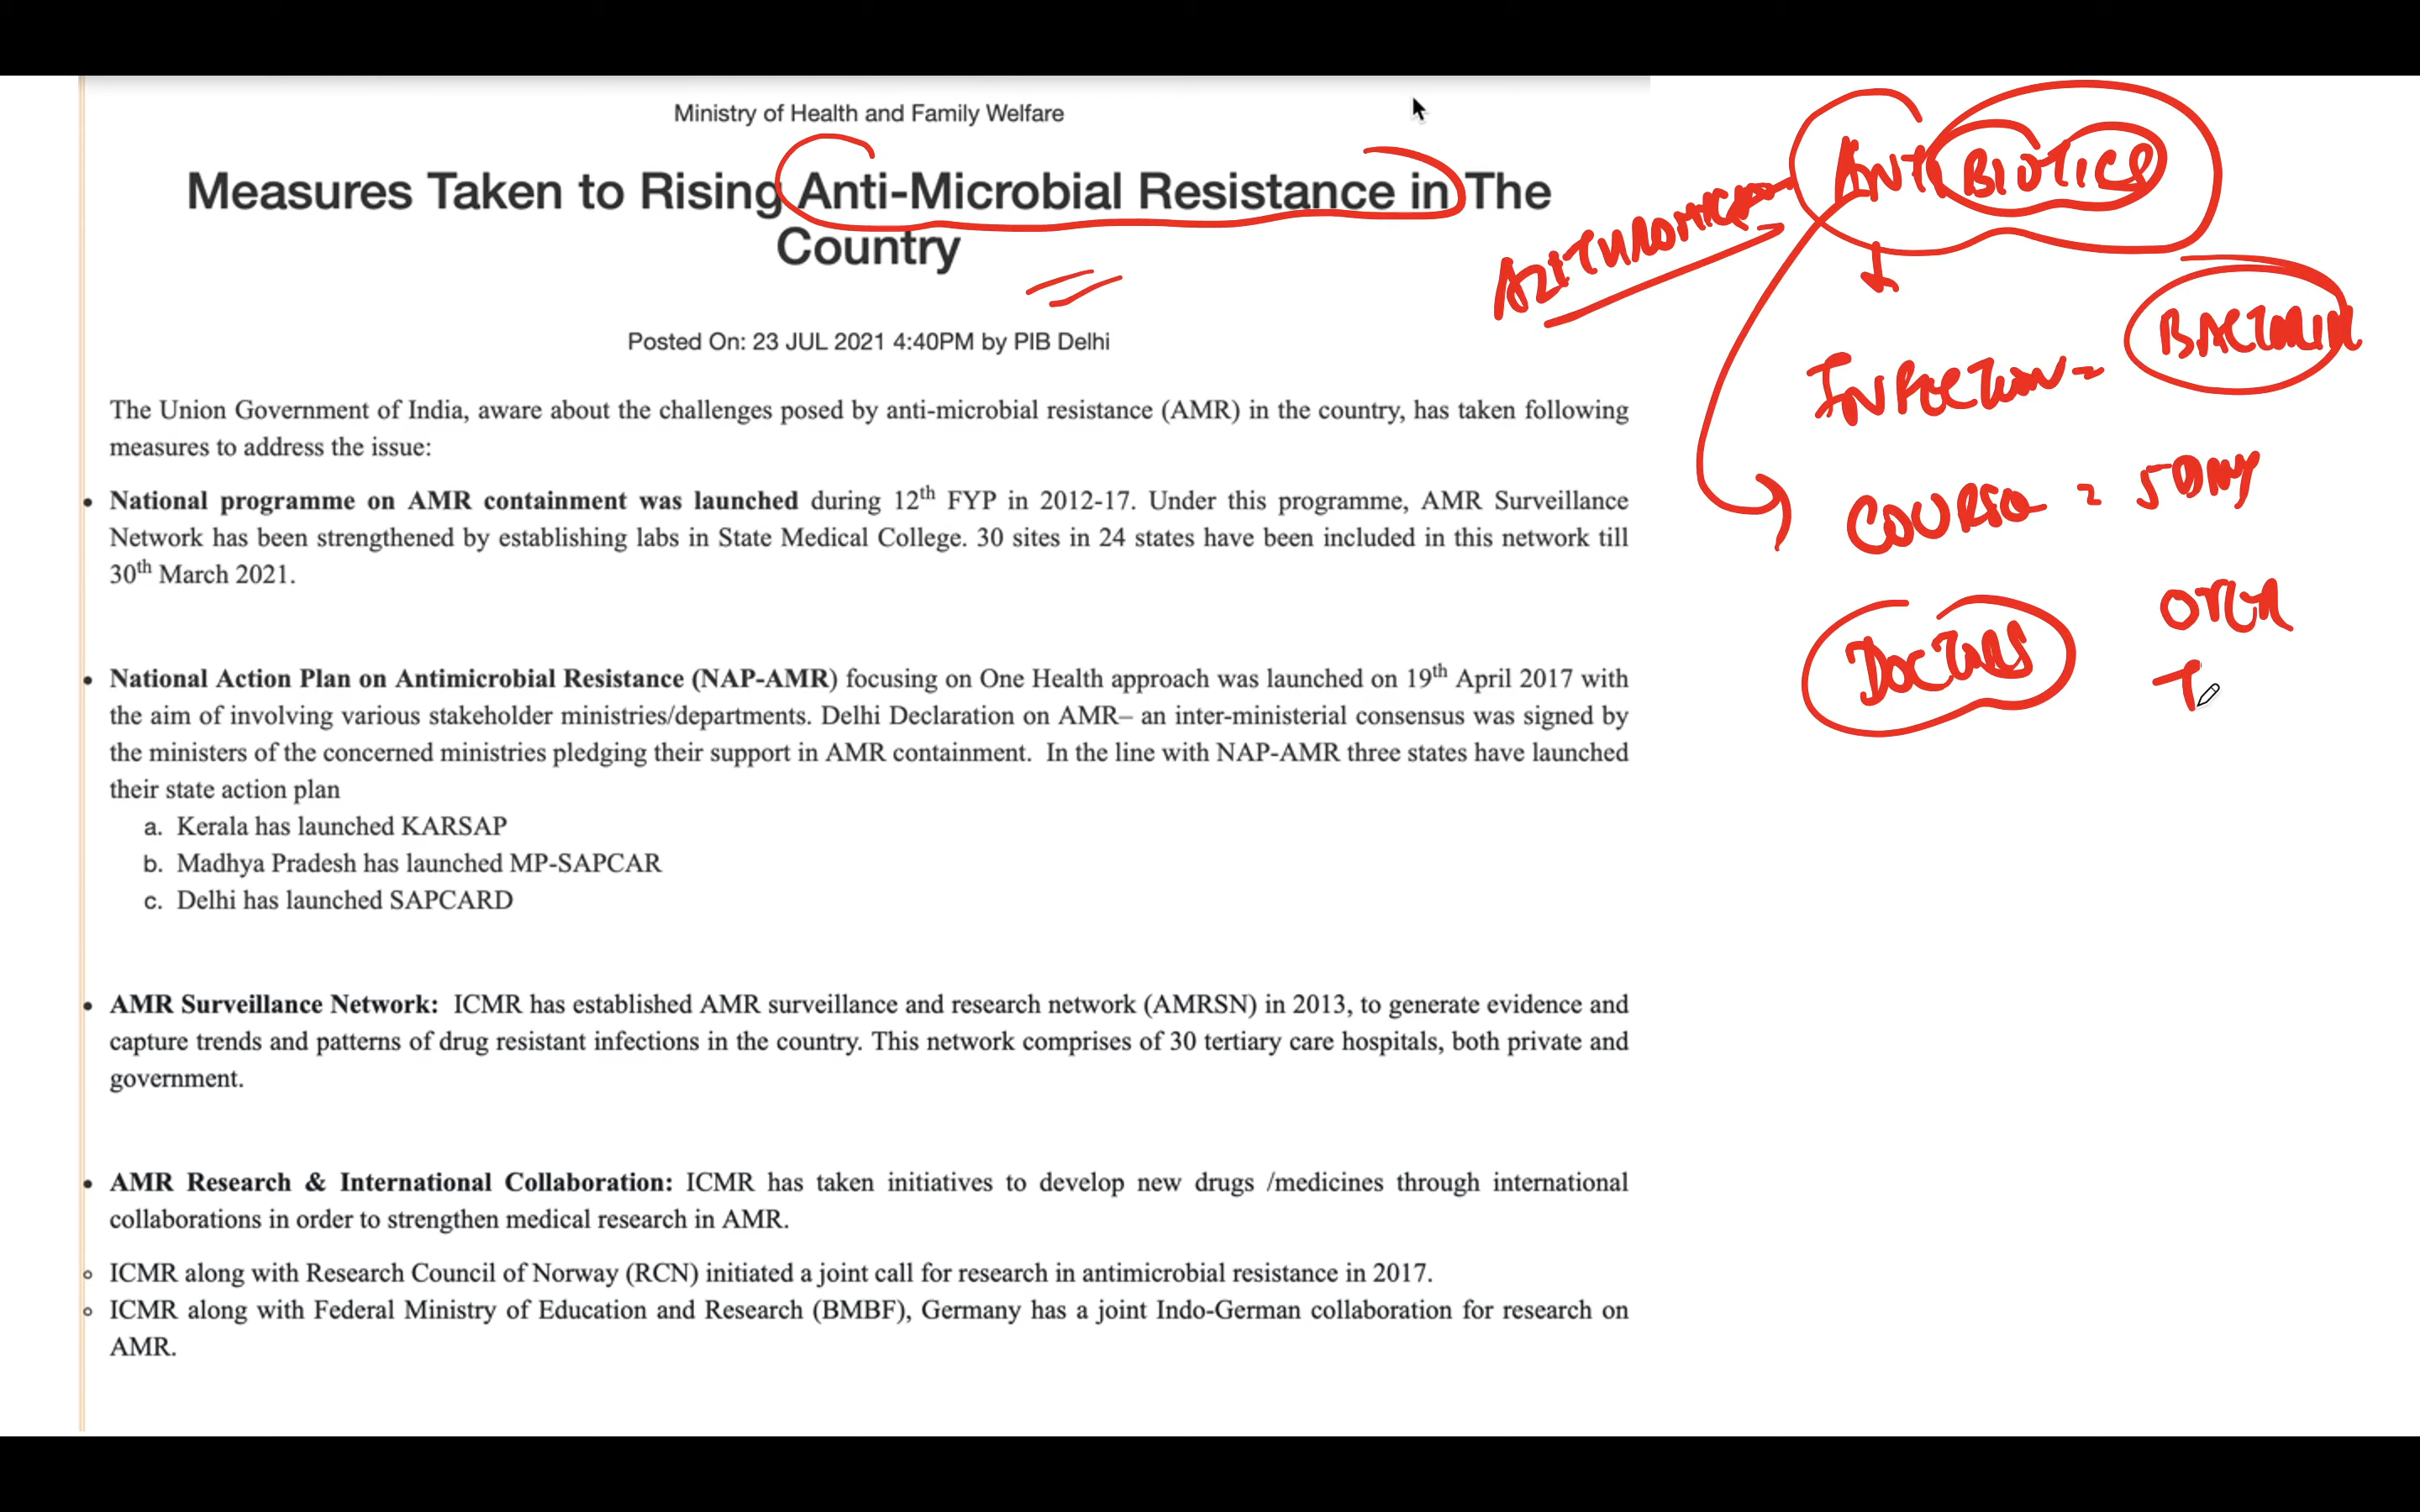 Ministry of Health and Family Welfare
Measures Taken to Rising Anti-Microbial Resistance in The
Country
Posted On: 23 JUL 2021 4:40PM by PIB Delhi
The Union Government of India, aware about the challenges posed by anti-microbial resistance (AMR) in the country, has taken following
measures to address the issue:
• National programme on AMR containment was launched during 12th FYP in 2012-17. Under this programme, AMR Surveillance
Network has been strengthened by establishing labs in State Medical College. 30 sites in 24 states have been included in this network till
30th March 2021.
• National Action Plan on Antimicrobial Resistance (NAP-AMR) focusing on One Health approach was launched on 19th April 2017 with
the aim of involving various stakeholder ministries/departments. Delhi Declaration on AMR– an inter-ministerial consensus was signed by
the ministers of the concerned ministries pledging their support in AMR containment. In the line with NAP-AMR three states have launched
their state action plan
a. Kerala has launched KARSAP
b. Madhya Pradesh has launched MP-SAPCAR
c. Delhi has launched SAPCARD
• AMR Surveillance Network: ICMR has established AMR surveillance and research network (AMRSN) in 2013, to generate evidence and
capture trends and patterns of drug resistant infections in the country. This network comprises of 30 tertiary care hospitals, both private and
government.
• AMR Research & International Collaboration: ICMR has taken initiatives to develop new drugs /medicines through international
collaborations in order to strengthen medical research in AMR.
○ ICMR along with Research Council of Norway (RCN) initiated a joint call for research in antimicrobial resistance in 2017.
○ ICMR along with Federal Ministry of Education and Research (BMBF), Germany has a joint Indo-German collaboration for research on
AMR.
ANTIBIOTICS
INFECTION = BACTERIA
COURSE = 5 DAY
DOCTORS
T